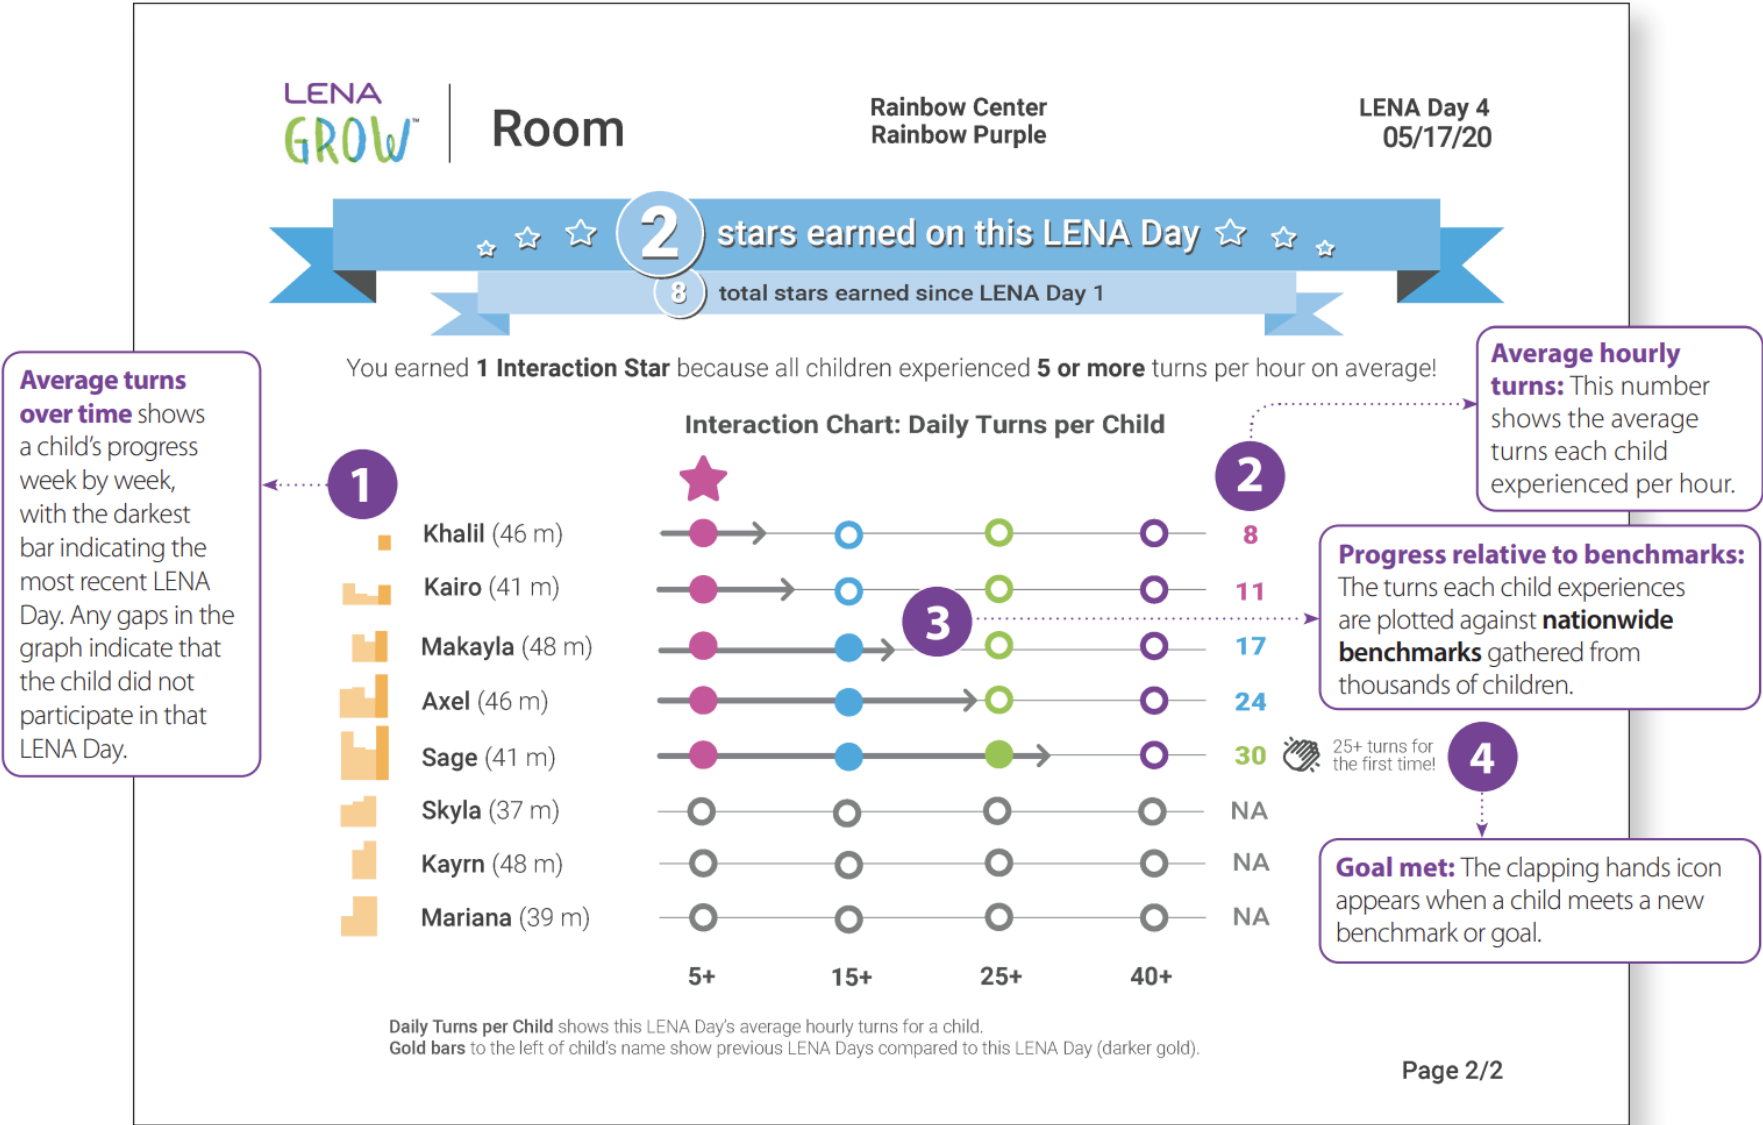 LENA
GROW™
Room
Rainbow Center
Rainbow Purple
LENA Day 4
05/17/20
2 stars earned on this LENA Day
8 total stars earned since LENA Day 1
You earned 1 Interaction Star because all children experienced 5 or more turns per hour on average!
Interaction Chart: Daily Turns per Child
Average turns
over time shows
a child's progress
week by week,
with the darkest
bar indicating the
most recent LENA
Day. Any gaps in the
graph indicate that
the child did not
participate in that
LENA Day.
1
2
Average hourly
turns: This number
shows the average
turns each child
experienced per hour.
Khalil (46 m) 8
Kairo (41 m) 11
3
Progress relative to benchmarks:
The turns each child experiences
are plotted against nationwide
benchmarks gathered from
thousands of children.
Makayla (48 m) 17
Axel (46 m) 24
Sage (41 m) 30
25+ turns for
the first time!
4
Goal met: The clapping hands icon
appears when a child meets a new
benchmark or goal.
Skyla (37 m) NA
Kayrn (48 m) NA
Mariana (39 m) NA
5+ 15+ 25+ 40+
Daily Turns per Child shows this LENA Day's average hourly turns for a child.
Gold bars to the left of child's name show previous LENA Days compared to this LENA Day (darker gold).
Page 2/2